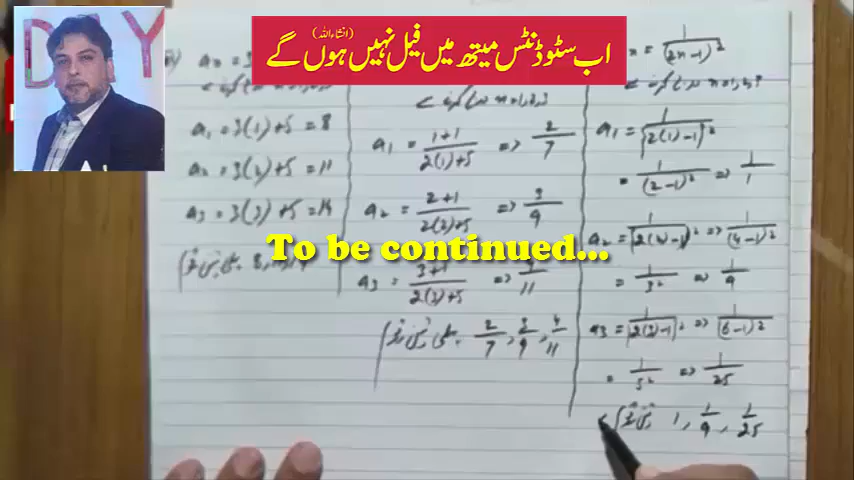 DAY
اب سٹوڈنٹس میتھ میں فیل نہیں ہوں گے
(انشاءاللہ)
a₁ = 3(1)+5 = 8
a₂ = 3(2)+5 = 11
a₃ = 3(3)+5 = 14
a₁ = (1+1)/(2(1)+5) => 2/7
a₂ = (2+1)/(2(2)+5) => 3/9
To be continued...
a₃ = (3+1)/(2(3)+5) => /11
2/7, 3/9, 4/11
= 1/(2n-1)²
a₁ = 1/[2(1)-1]²
= 1/(2-1)² => 1/1
a₂ = 1/[2(2)-1]² => 1/(4-1)²
= 1/3² => 1/9
a₃ = 1/[2(3)-1]² => 1/(6-1)²
= 1/5² => 1/25
1, 1/9, 1/25